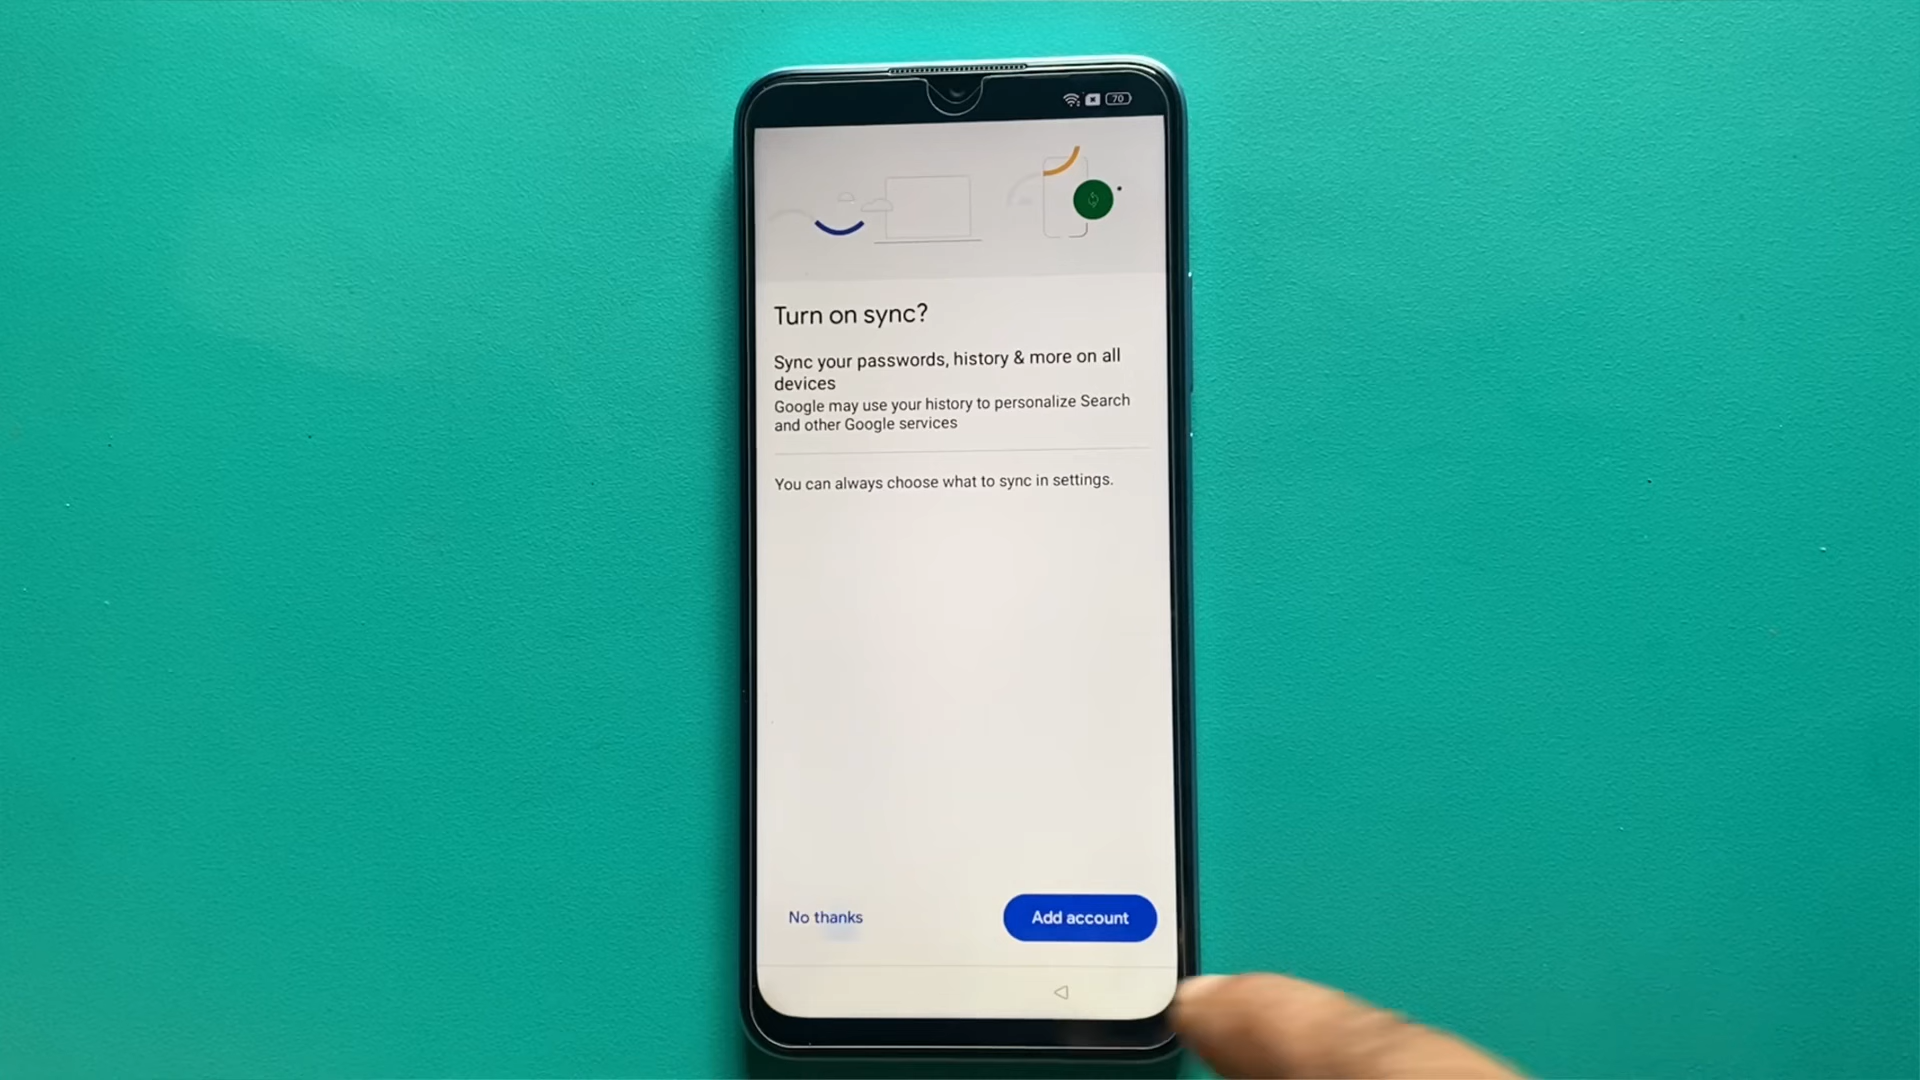 70
Turn on sync?
Sync your passwords, history & more on all
devices
Google may use your history to personalize Search
and other Google services
You can always choose what to sync in settings.
No thanks
Add account